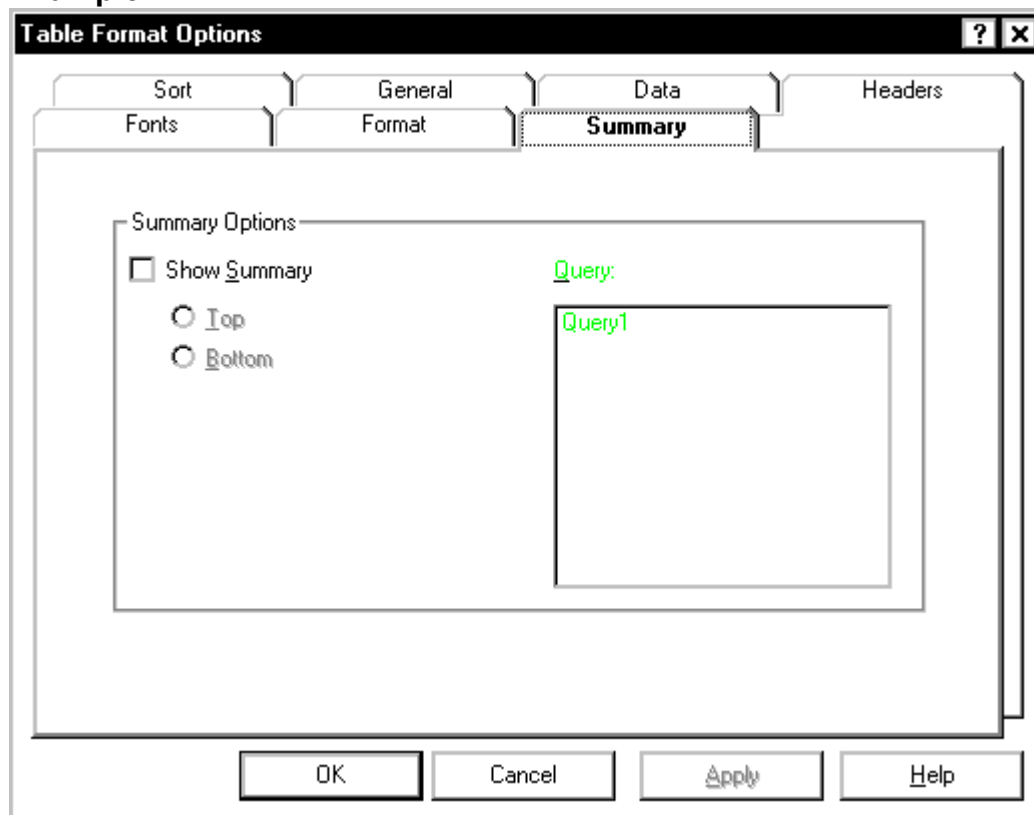 Table Format Options
Sort General Data Headers
Fonts Format Summary
Summary Options
Show Summary Query:
Top Query1
Bottom
OK Cancel Apply Help